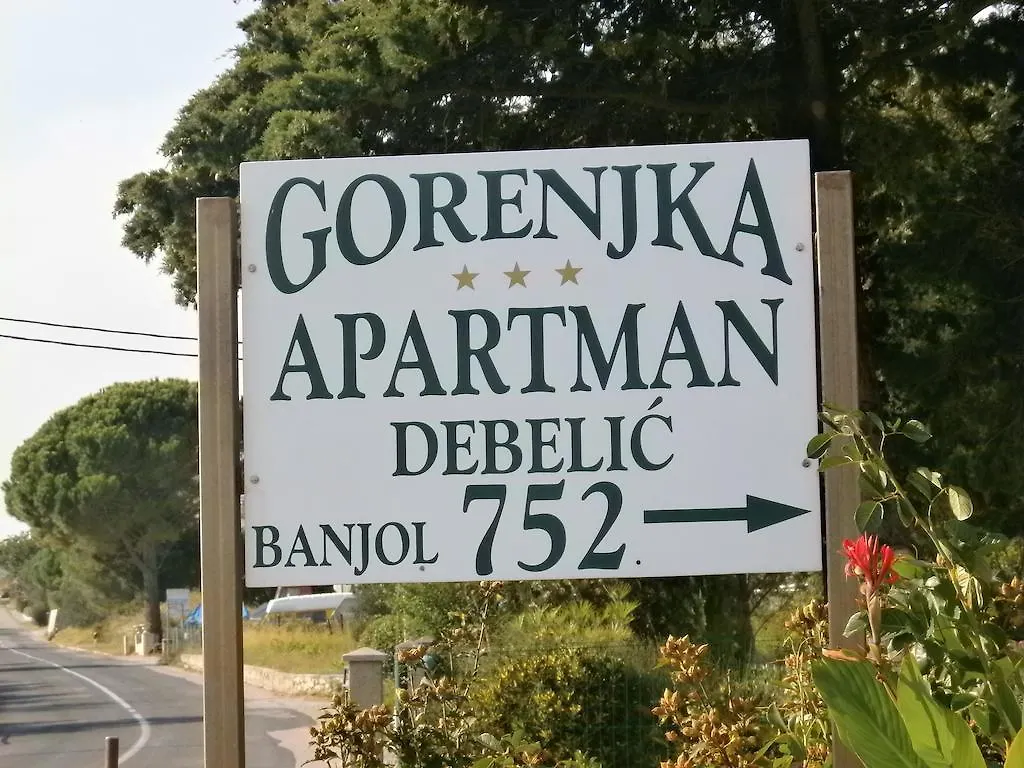 GORENJKA
APARTMAN
DEBELIĆ
BANJOL 752.